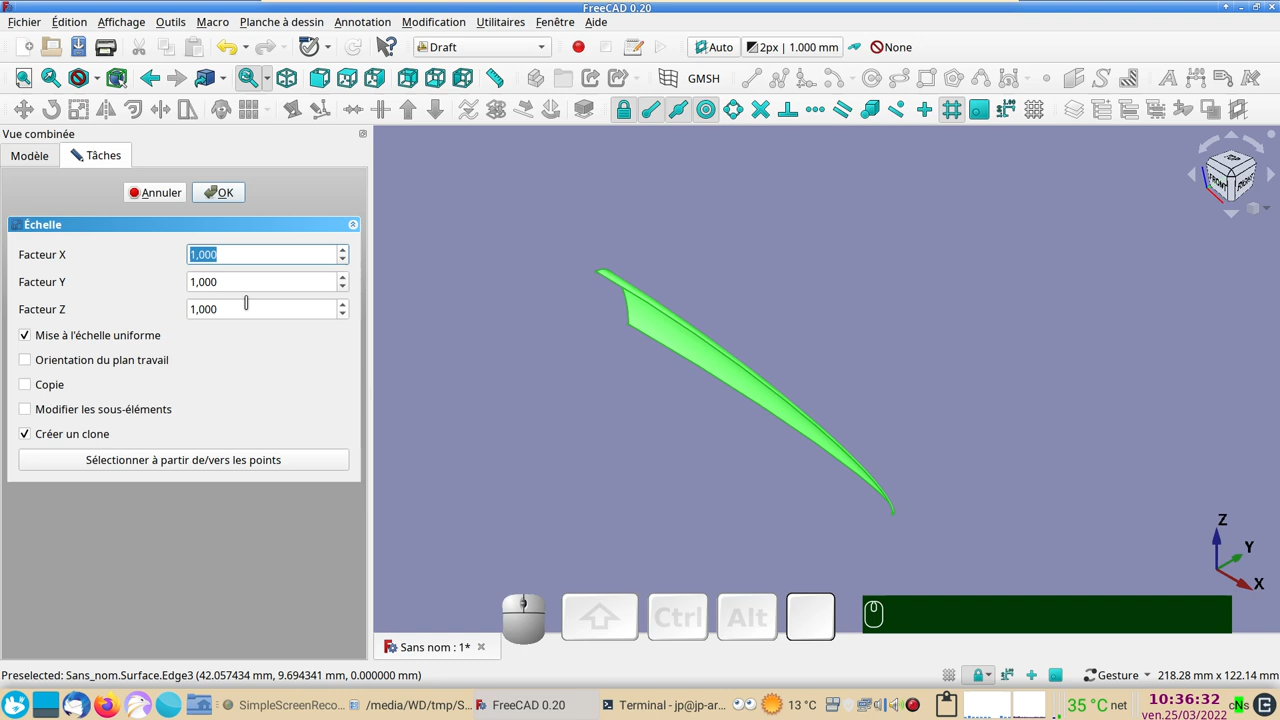 FreeCAD 0.20
Fichier Édition Affichage Outils Macro Planche à dessin Annotation Modification Utilitaires Fenêtre Aide
Draft Auto 2px | 1.000 mm None
GMSH
Vue combinée
Modèle Tâches
Annuler OK
Échelle
Facteur X 1,000
Facteur Y 1,000
Facteur Z 1,000
Mise à l'échelle uniforme
Orientation du plan travail
Copie
Modifier les sous-éléments
Créer un clone
Sélectionner à partir de/vers les points
FRONT
Z
Y
X
Ctrl Alt
Sans nom : 1*
Preselected: Sans_nom.Surface.Edge3 (42.057434 mm, 9.694341 mm, 0.000000 mm)
Gesture 218.28 mm x 122.14 mm
SimpleScreenReco... /media/WD/tmp/S... FreeCAD 0.20 Terminal - jp@jp-ar... 13 °C 35 °C net 10:36:32
ven.25/03/2022